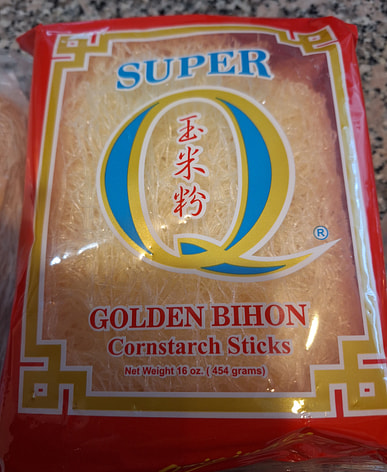 SUPER
Q
玉
米
粉
®
GOLDEN BIHON
Cornstarch Sticks
Net Weight 16 oz. ( 454 grams)